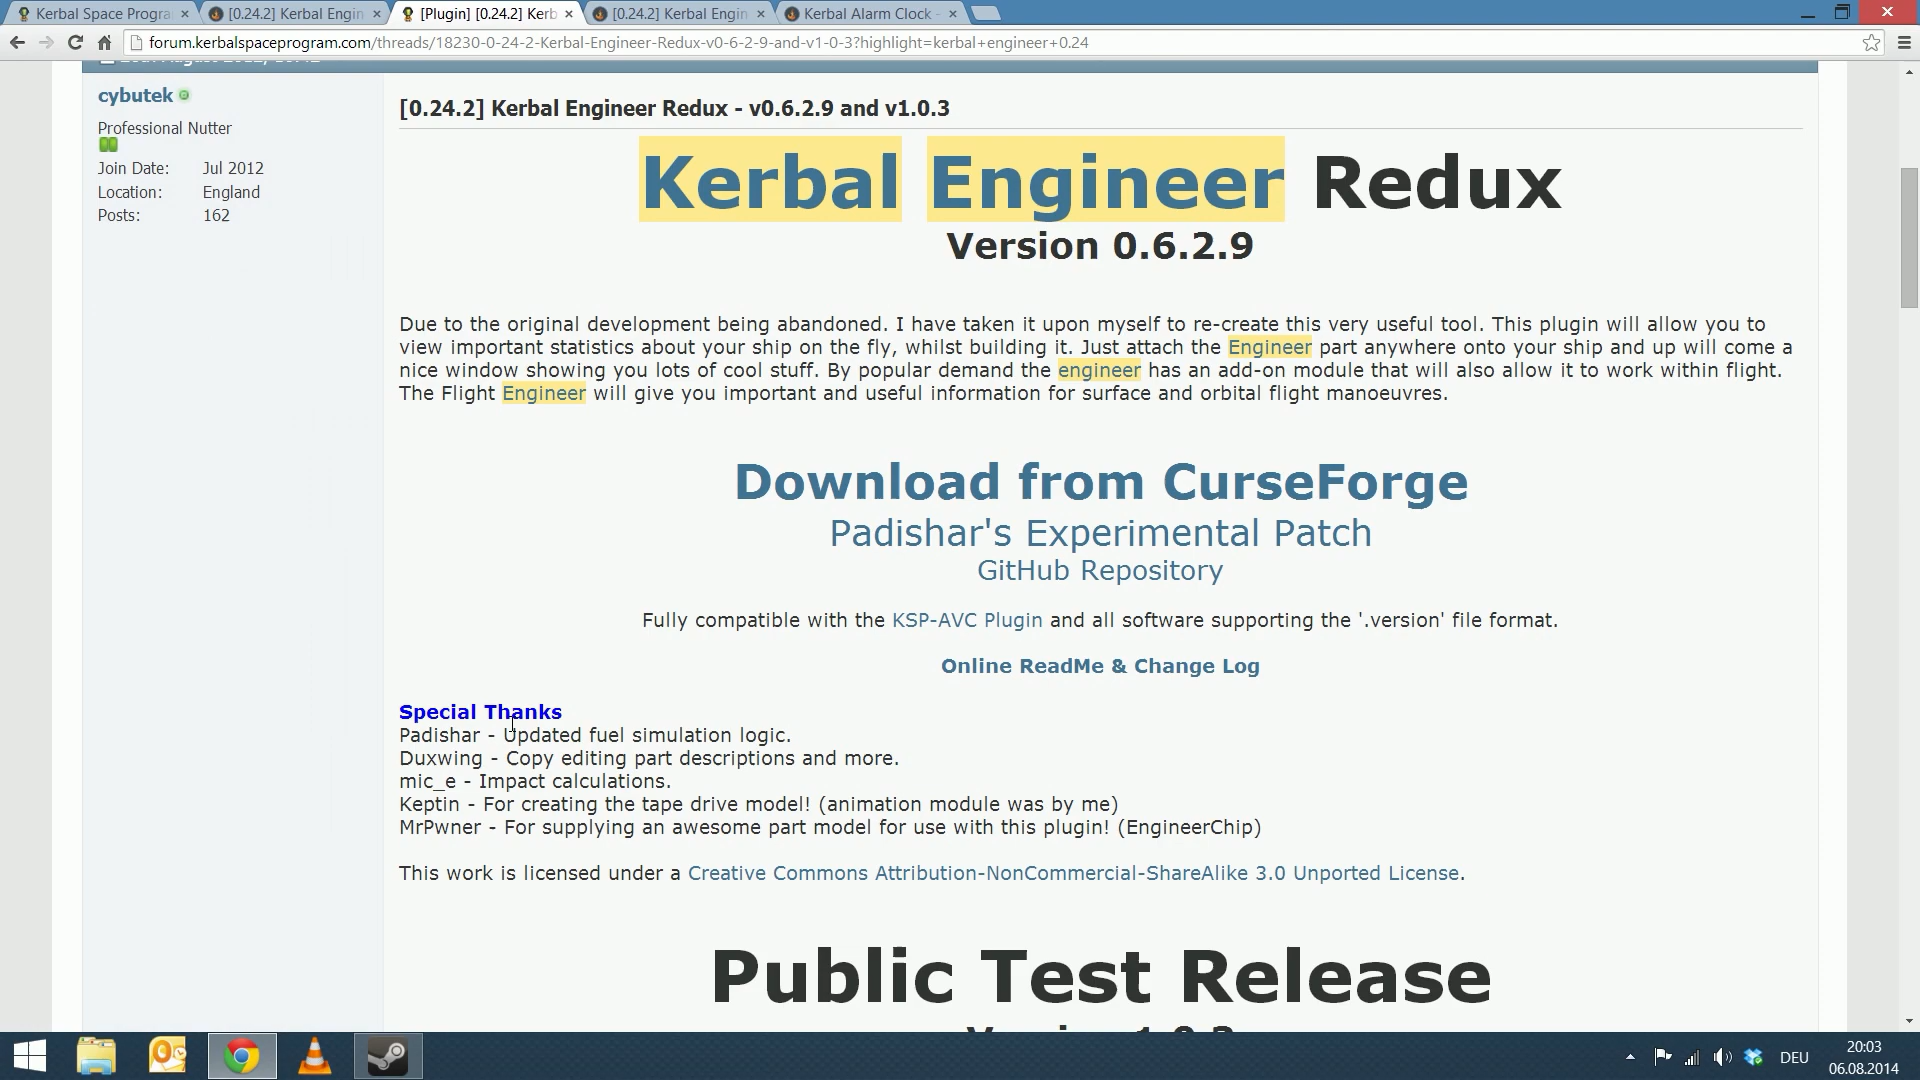 Kerbal Space Progra
[0.24.2] Kerbal Engin
[Plugin] [0.24.2] Kerb
[0.24.2] Kerbal Engin
Kerbal Alarm Clock -
forum.kerbalspaceprogram.com/threads/18230-0-24-2-Kerbal-Engineer-Redux-v0-6-2-9-and-v1-0-3?highlight=kerbal+engineer+0.24
cybutek
Professional Nutter
Join Date: Jul 2012
Location: England
Posts: 162
[0.24.2] Kerbal Engineer Redux - v0.6.2.9 and v1.0.3
Kerbal Engineer Redux
Version 0.6.2.9
Due to the original development being abandoned. I have taken it upon myself to re-create this very useful tool. This plugin will allow you to
view important statistics about your ship on the fly, whilst building it. Just attach the Engineer part anywhere onto your ship and up will come a
nice window showing you lots of cool stuff. By popular demand the engineer has an add-on module that will also allow it to work within flight.
The Flight Engineer will give you important and useful information for surface and orbital flight manoeuvres.
Download from CurseForge
Padishar's Experimental Patch
GitHub Repository
Fully compatible with the KSP-AVC Plugin and all software supporting the '.version' file format.
Online ReadMe & Change Log
Special Thanks
Padishar - Updated fuel simulation logic.
Duxwing - Copy editing part descriptions and more.
mic_e - Impact calculations.
Keptin - For creating the tape drive model! (animation module was by me)
MrPwner - For supplying an awesome part model for use with this plugin! (EngineerChip)
This work is licensed under a Creative Commons Attribution-NonCommercial-ShareAlike 3.0 Unported License.
Public Test Release
DEU
20:03
06.08.2014